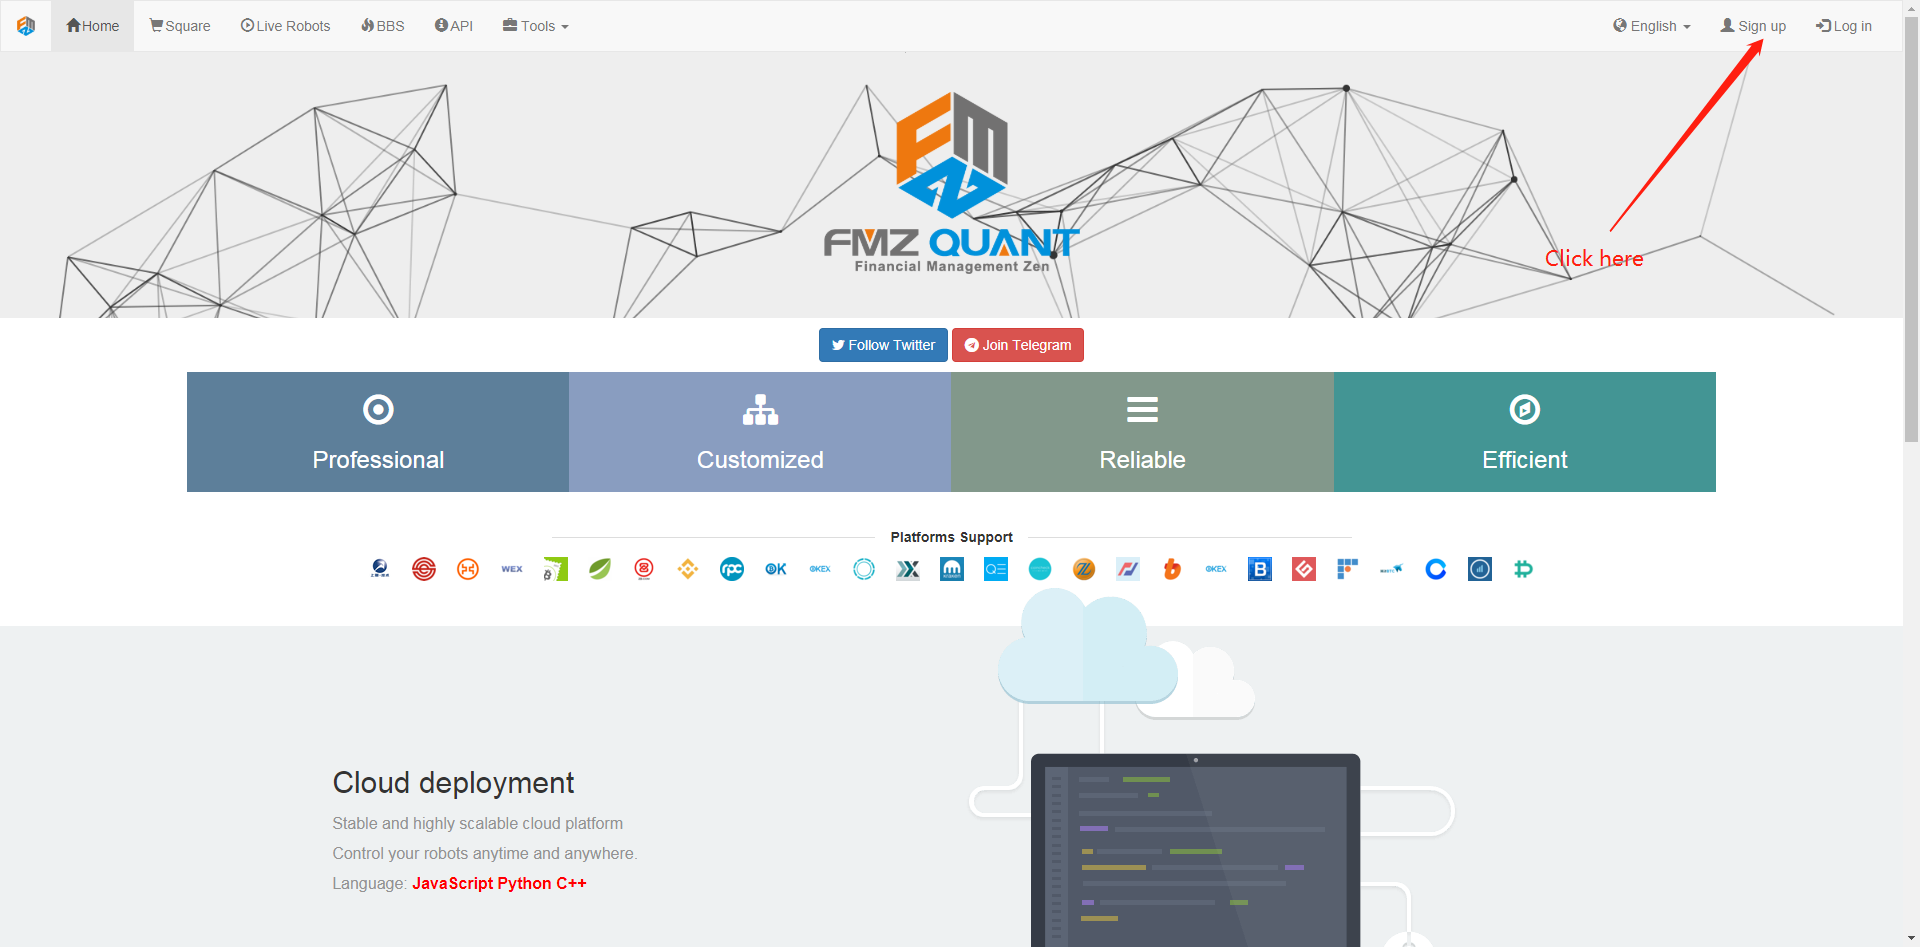 Home Square Live Robots BBS API Tools English Sign up Log in
FMZ QUANT
Financial Management Zen
Click here
Follow Twitter Join Telegram
Professional Customized Reliable Efficient
Platforms Support
WEX rpc OK OKEX OKEX
Cloud deployment
Stable and highly scalable cloud platform
Control your robots anytime and anywhere.
Language: JavaScript Python C++